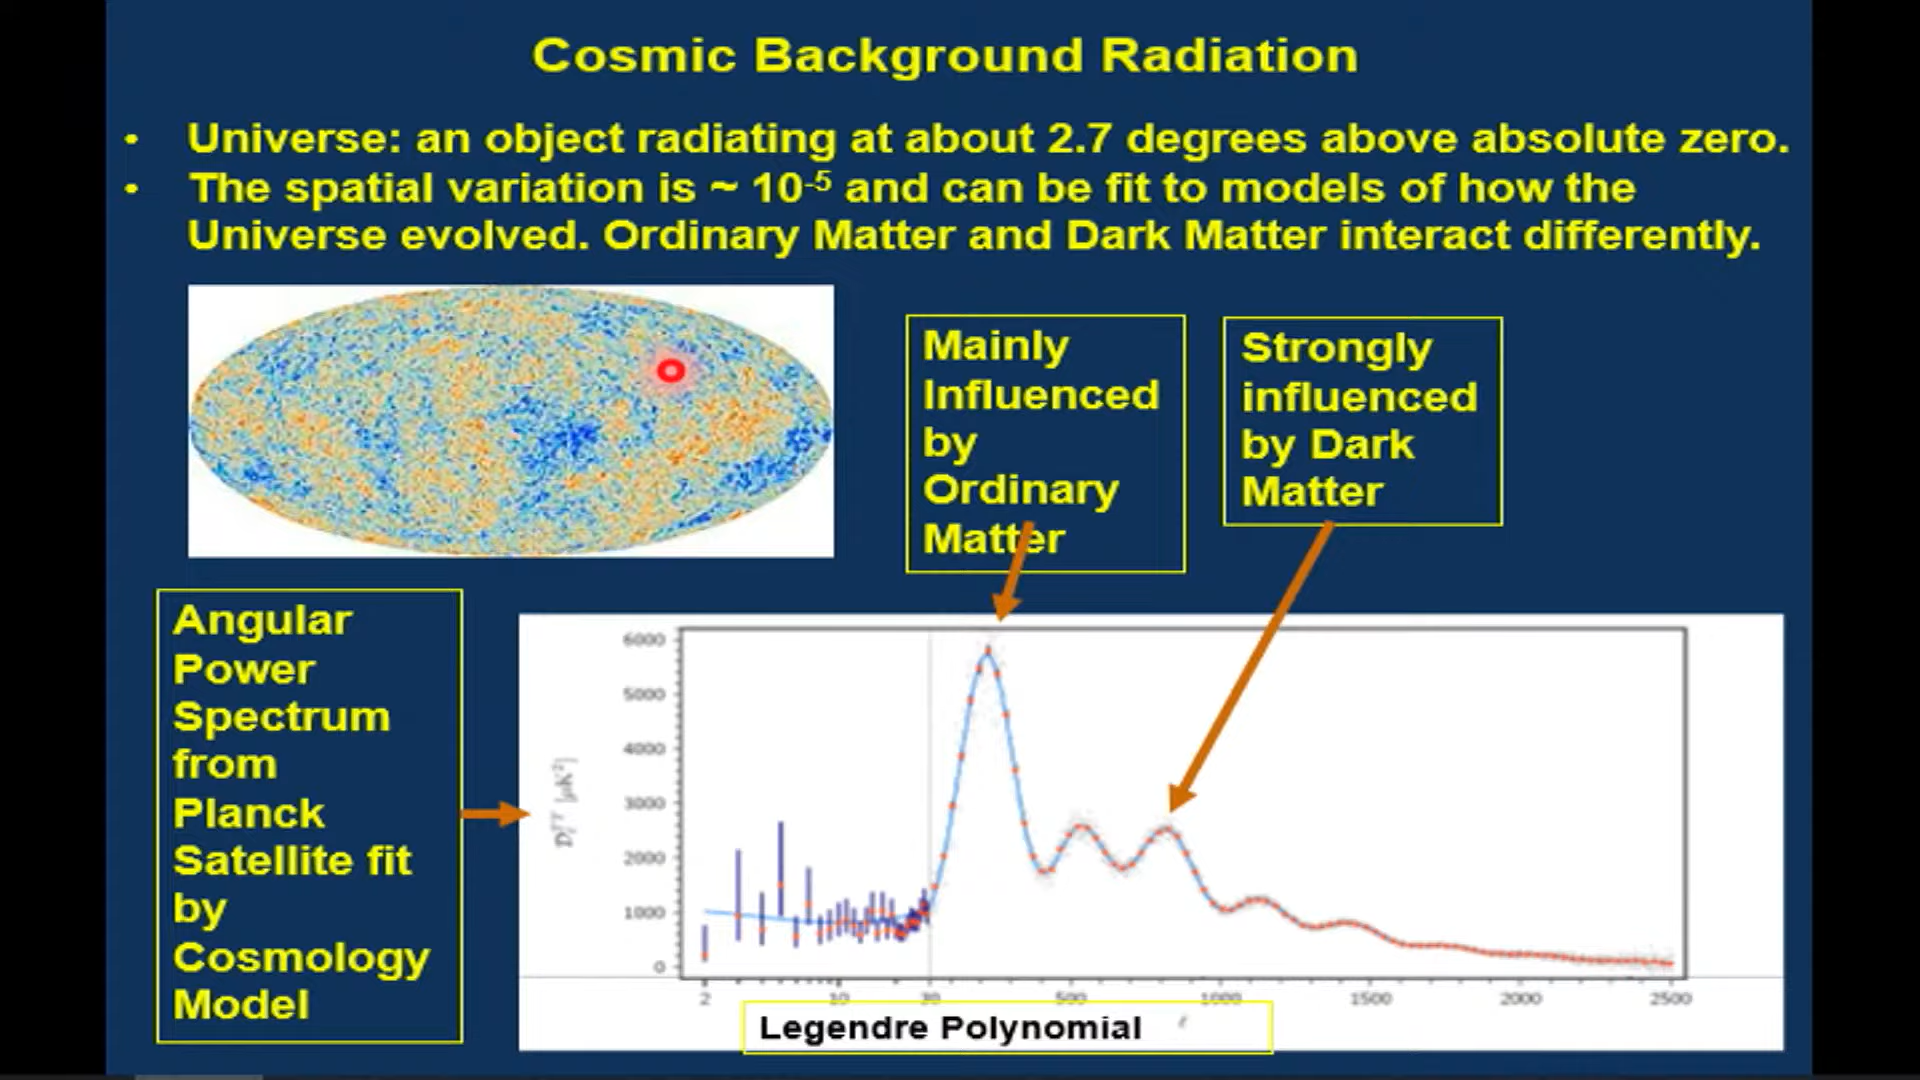 Cosmic Background Radiation
• Universe: an object radiating at about 2.7 degrees above absolute zero.
• The spatial variation is ~ 10-5 and can be fit to models of how the
Universe evolved. Ordinary Matter and Dark Matter interact differently.
Mainly
Influenced
by
Ordinary
Matter
Strongly
influenced
by Dark
Matter
Angular
Power
Spectrum
from
Planck
Satellite fit
by
Cosmology
Model
6000
5000
4000
3000
2000
1000
0
2 10 30 500 1000 1500 2000 2500
Legendre Polynomial